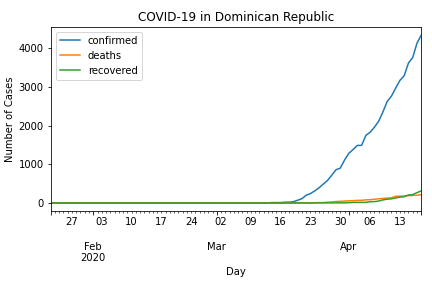 COVID-19 in Dominican Republic
confirmed
deaths
recovered
Number of Cases
4000
3000
2000
1000
0
27 03 10 17 24 02 09 16 23 30 06 13
Feb Mar Apr
2020
Day